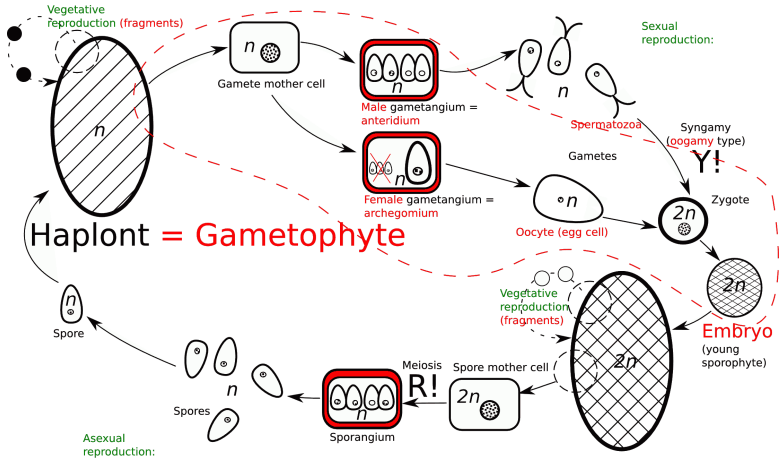 Vegetative
reproduction (fragments)
Sexual
reproduction:
n
Gamete mother cell
n
Male gametangium =
anteridium
n
Spermatozoa
n
Syngamy
(oogamy type)
Y!
Gametes
n
Female gametangium =
archegomium
n
Oocyte (egg cell)
2n
Zygote
Haplont = Gametophyte
2n
Embryo
(young
sporophyte)
Vegetative
reproduction
(fragments)
2n
n
Spore
Meiosis
R!
Spore mother cell
2n
n
Spores
n
Sporangium
Asexual
reproduction: